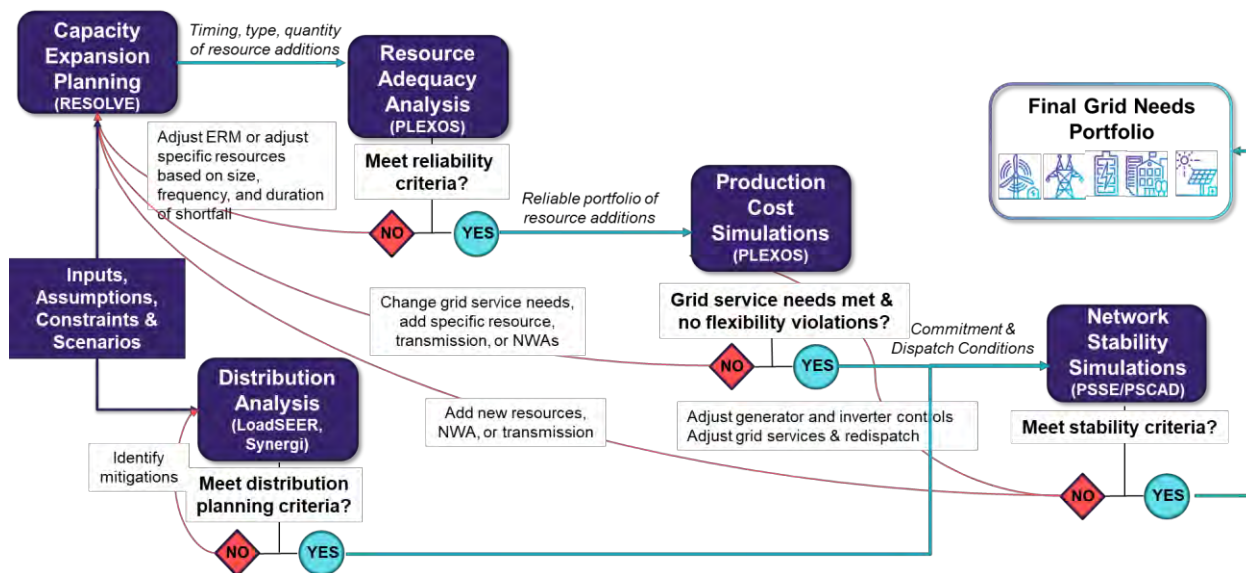 Capacity
Expansion
Planning
(RESOLVE)
Timing, type, quantity
of resource additions
Resource
Adequacy
Analysis
(PLEXOS)
Adjust ERM or adjust
specific resources
based on size,
frequency, and duration
of shortfall
Meet reliability
criteria?
NO
YES
Reliable portfolio of
resource additions
Production
Cost
Simulations
(PLEXOS)
Final Grid Needs
Portfolio
Inputs,
Assumptions,
Constraints &
Scenarios
Change grid service needs,
add specific resource,
transmission, or NWAs
Grid service needs met &
no flexibility violations?
NO
YES
Commitment &
Dispatch Conditions
Network
Stability
Simulations
(PSSE/PSCAD)
Distribution
Analysis
(LoadSEER,
Synergi)
Add new resources,
NWA, or transmission
Adjust generator and inverter controls
Adjust grid services & redispatch
Meet stability criteria?
NO
YES
Identify
mitigations
Meet distribution
planning criteria?
NO
YES